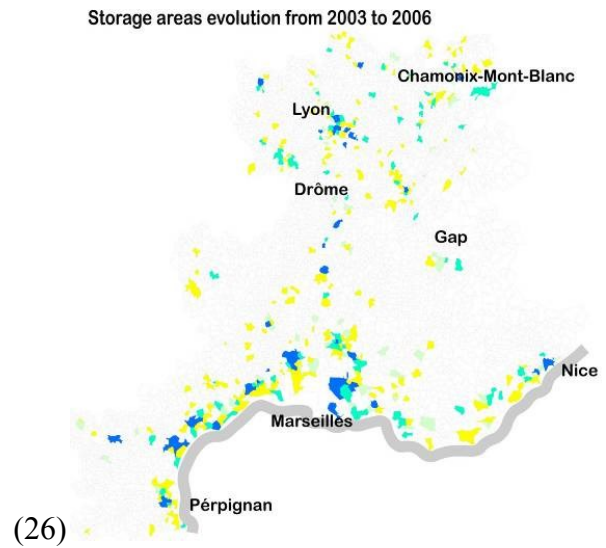 Storage areas evolution from 2003 to 2006
Chamonix-Mont-Blanc
Lyon
Drôme
Gap
Nice
Marseilles
Pérpignan
(26)